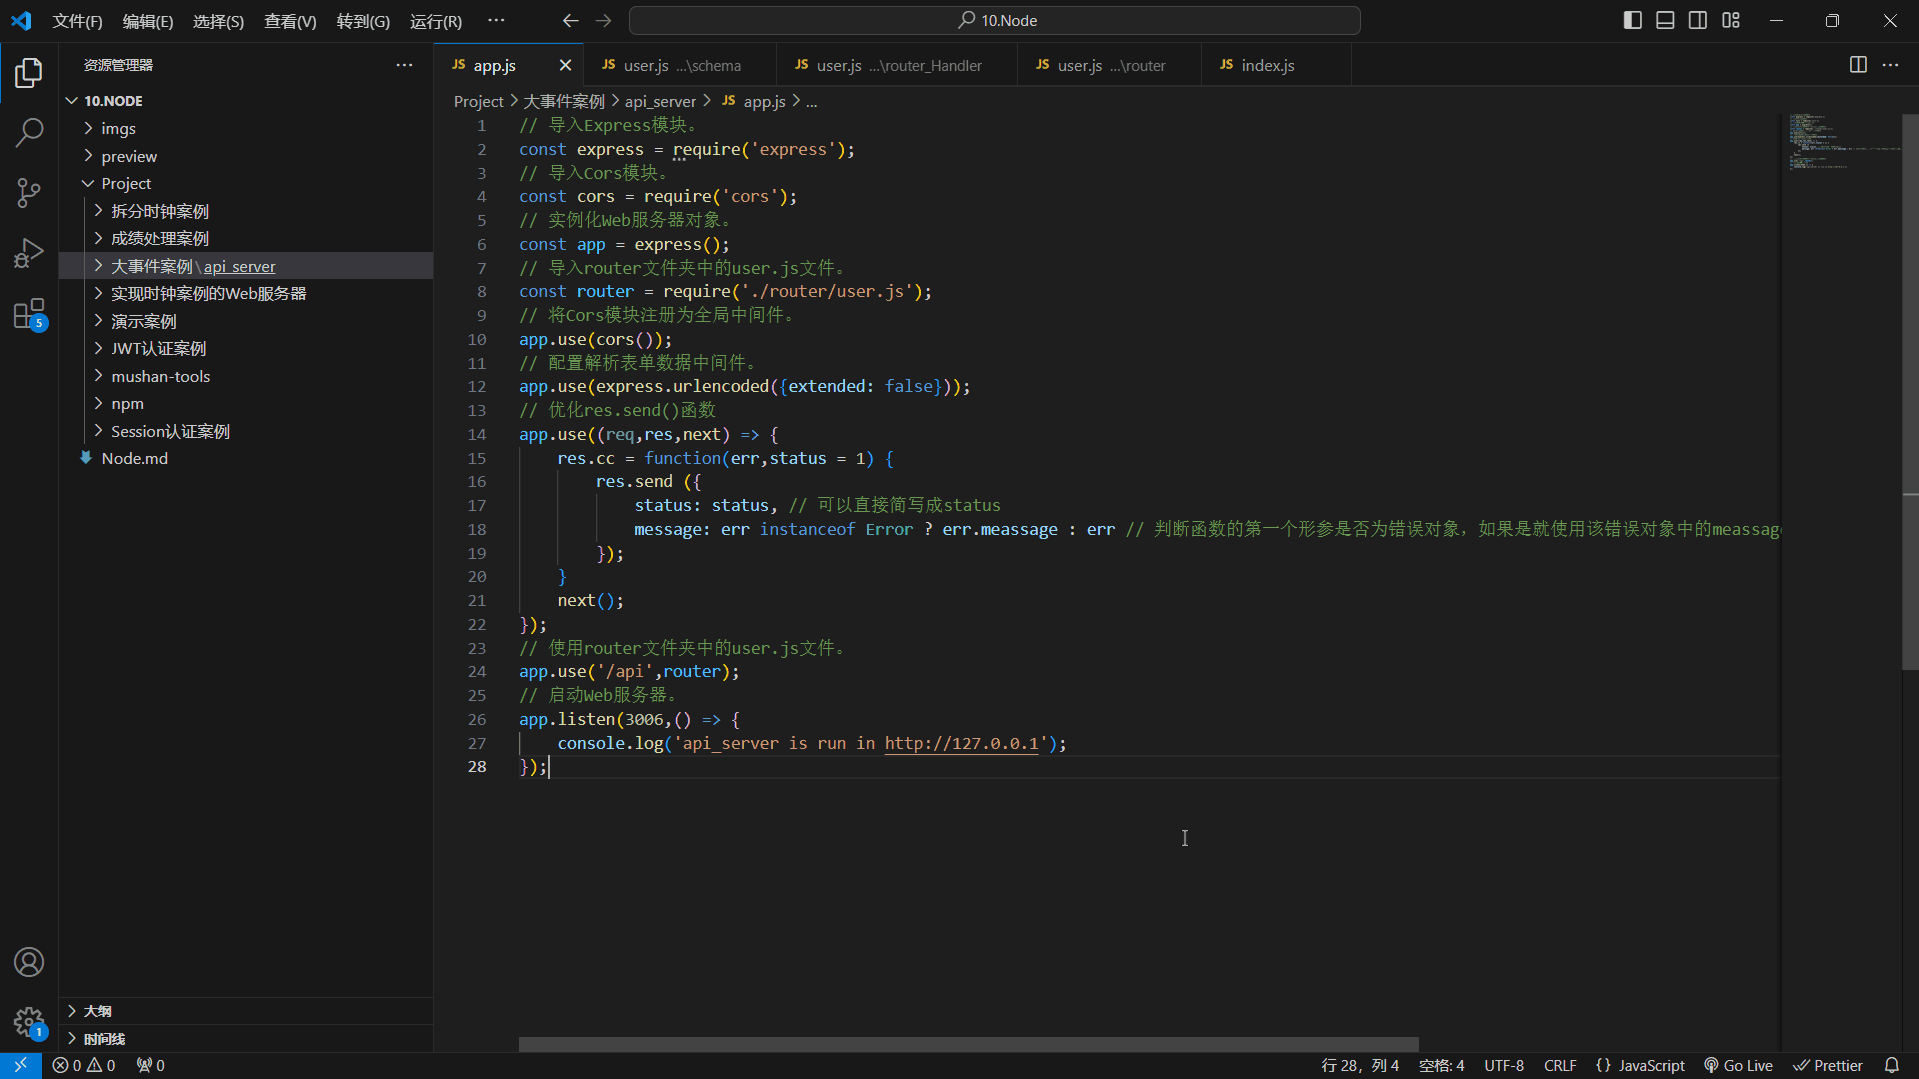 文件(F) 编辑(E) 选择(S) 查看(V) 转到(G) 运行(R) ··· 10.Node
资源管理器
10.NODE
imgs
preview
Project
拆分时钟案例
成绩处理案例
大事件案例\api_server
实现时钟案例的Web服务器
演示案例
JWT认证案例
mushan-tools
npm
Session认证案例
Node.md
大纲
时间线
5
1
JS app.js JS user.js ...\schema JS user.js ...\router_Handler JS user.js ...\router JS index.js
Project > 大事件案例 > api_server > JS app.js > ...
1 // 导入Express模块。
2 const express = require('express');
3 // 导入Cors模块。
4 const cors = require('cors');
5 // 实例化Web服务器对象。
6 const app = express();
7 // 导入router文件夹中的user.js文件。
8 const router = require('./router/user.js');
9 // 将Cors模块注册为全局中间件。
10 app.use(cors());
11 // 配置解析表单数据中间件。
12 app.use(express.urlencoded({extended: false}));
13 // 优化res.send()函数
14 app.use((req,res,next) => {
15 res.cc = function(err,status = 1) {
16 res.send ({
17 status: status, // 可以直接简写成status
18 message: err instanceof Error ? err.meassage : err // 判断函数的第一个形参是否为错误对象，如果是就使用该错误对象中的meassage
19 });
20 }
21 next();
22 });
23 // 使用router文件夹中的user.js文件。
24 app.use('/api',router);
25 // 启动Web服务器。
26 app.listen(3006,() => {
27 console.log('api_server is run in http://127.0.0.1');
28 });
0 0 0 行 28，列 4 空格: 4 UTF-8 CRLF {} JavaScript Go Live Prettier